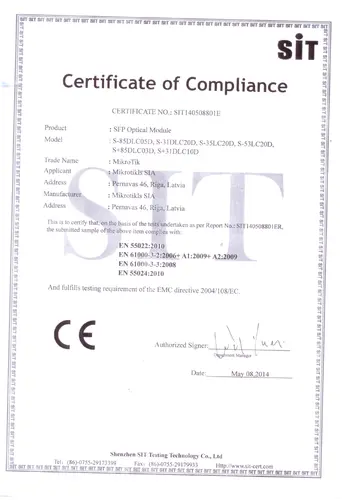 SIT
Certificate of Compliance
CERTIFICATE NO.: SIT140508801E
Product : SFP Optical Module
Model : S-85DLC05D, S-31DLC20D, S-35LC20D, S-53LC20D,
S+85DLC03D, S+31DLC10D
Trade Name : MikroTik
Applicant : Mikrotikls SIA
Address : Pernavas 46, Riga, Latvia
Manufacturer : Mikrotikls SIA
Address : Pernavas 46, Riga, Latvia
This is to certify that, on the basis of the tests undertaken as per Report No.: SIT140508801ER,
the submitted sample of the above item complies with:
EN 55022:2010
EN 61000-3-2:2006+ A1:2009+ A2:2009
EN 61000-3-3:2008
EN 55024:2010
And fulfills testing requirement of the EMC directive 2004/108/EC.
CE
Authorized Signer:
Department Manager
Date: May 08,2014
Shenzhen SIT Testing Technology Co., Ltd
Tel: (86)-0755-29172799 Fax: (86)-0755-29179933 Http://www.sit-cert.com